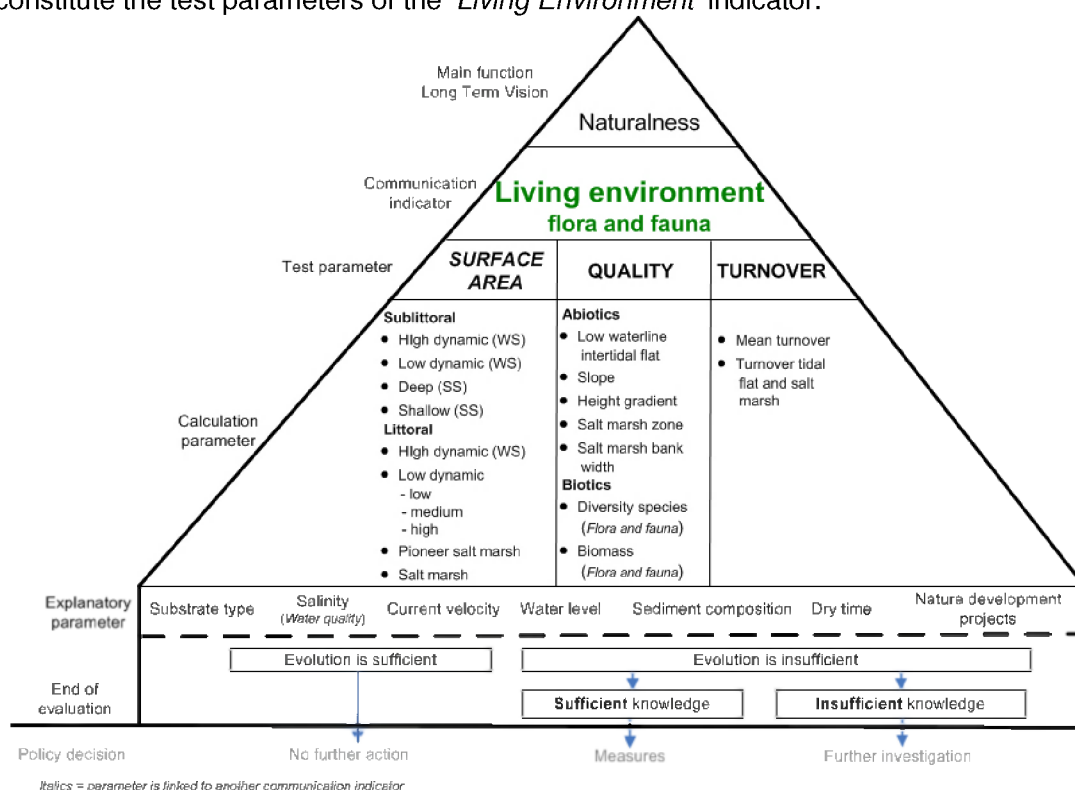 constitute the test parameters of the 'Living Environment' indicator.
Main function
Long Term Vision
Naturalness
Communication
indicator
Living environment
flora and fauna
Test parameter
SURFACE
AREA
QUALITY
TURNOVER
Calculation
parameter
Sublittoral
• HIgh dynamic (WS)
• Low dynamic (WS)
• Deep (SS)
• Shallow (SS)
Littoral
• HIgh dynamic (WS)
• Low dynamic
- low
- medium
- high
• Pioneer salt marsh
• Salt marsh
Abiotics
• Low waterline
intertidal flat
• Slope
• Height gradient
• Salt marsh zone
• Salt marsh bank
width
Biotics
• Diversity species
(Flora and fauna)
• Biomass
(Flora and fauna)
• Mean turnover
• Turnover tidal
flat and salt
marsh
Explanatory
parameter
Substrate type
Salinity
(Water quality)
Current velocity
Water level
Sediment composition
Dry time
Nature development
projects
Evolution is sufficient
Evolution is insufficient
End of
evaluation
Sufficient knowledge
Insufficient knowledge
Policy decision
No further action
Measures
Further investigation
Italics = parameter is linked to another communication indicator